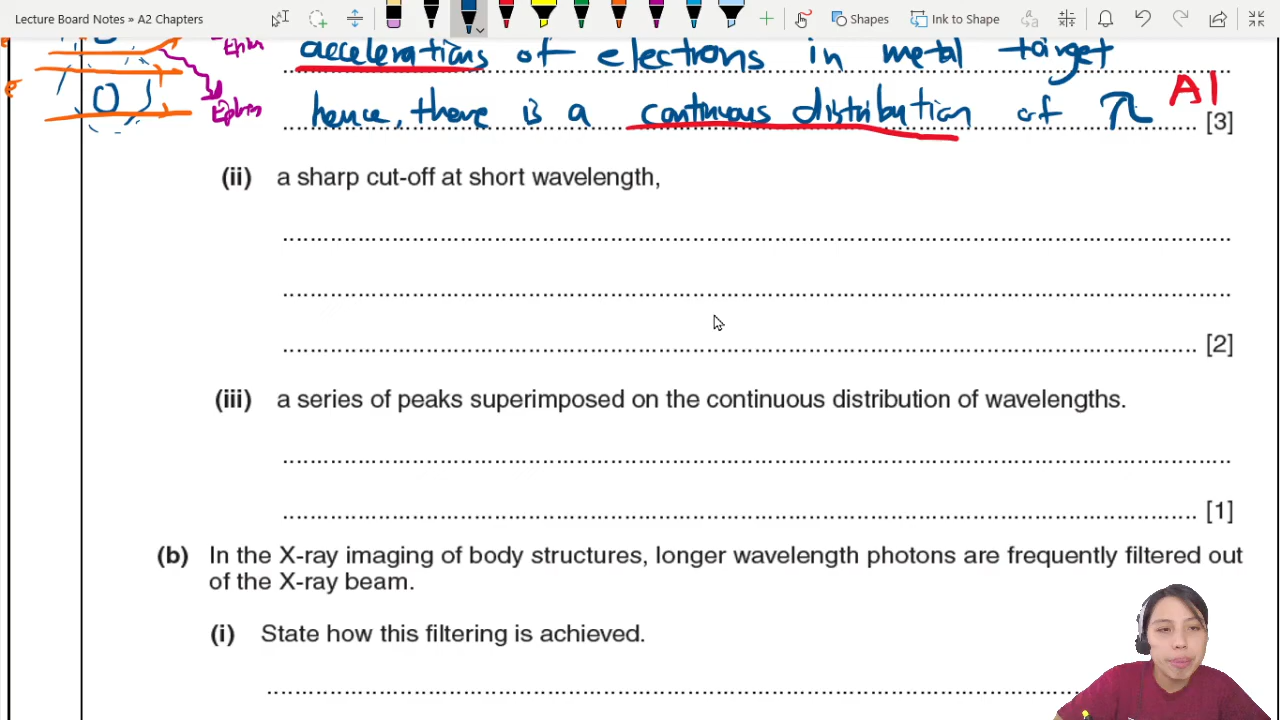 Lecture Board Notes » A2 Chapters
Shapes
Ink to Shape
accelerations of electrons in metal target
hence, there is a continuous distribution of λ A1
[3]
Ephoton
(ii) a sharp cut-off at short wavelength,
[2]
(iii) a series of peaks superimposed on the continuous distribution of wavelengths.
[1]
(b) In the X-ray imaging of body structures, longer wavelength photons are frequently filtered out
of the X-ray beam.
(i) State how this filtering is achieved.